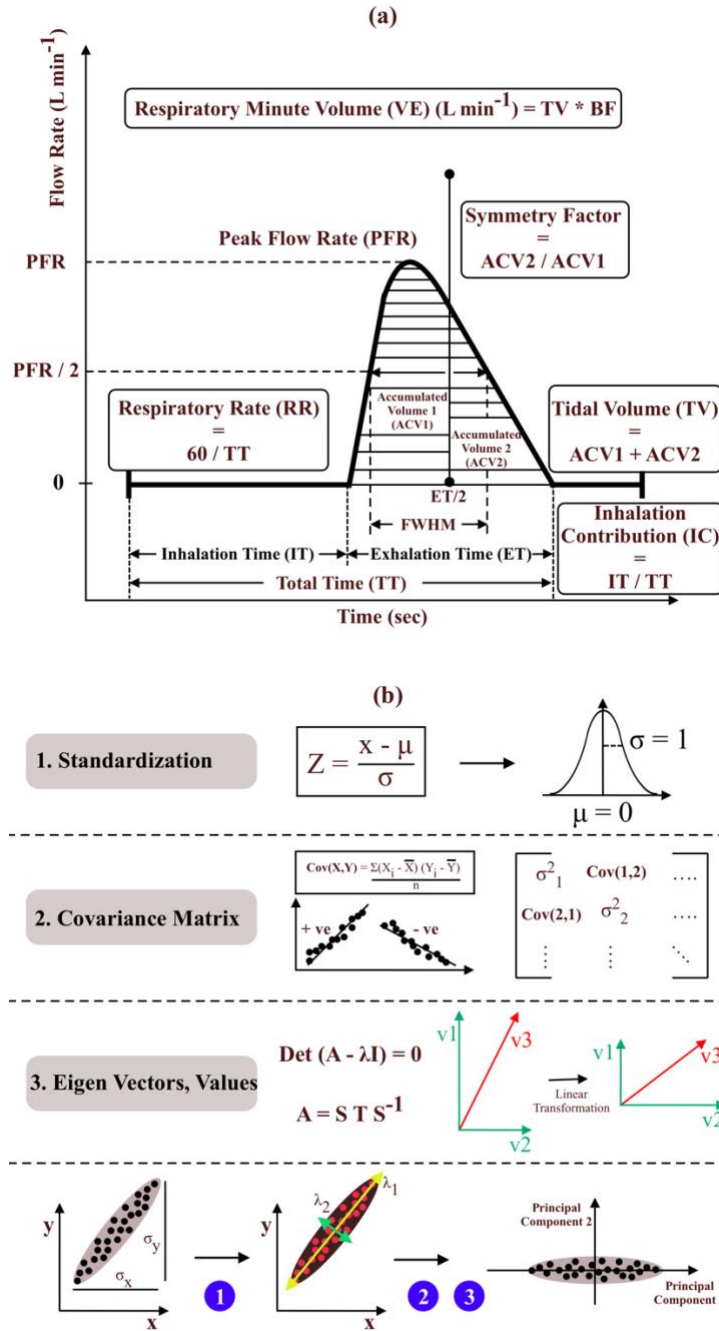 (a)
Flow Rate (L min⁻¹)
Respiratory Minute Volume (VE) (L min⁻¹) = TV * BF
Symmetry Factor
=
ACV2 / ACV1
Peak Flow Rate (PFR)
PFR
PFR / 2
Respiratory Rate (RR)
=
60 / TT
Accumulated
Volume 1
(ACV1)
Accumulated
Volume 2
(ACV2)
Tidal Volume (TV)
=
ACV1 + ACV2
0
ET/2
FWHM
Inhalation
Contribution (IC)
=
IT / TT
Inhalation Time (IT)
Exhalation Time (ET)
Total Time (TT)
Time (sec)
(b)
1. Standardization
Z = x - μ / σ
σ = 1
μ = 0
2. Covariance Matrix
Cov(X,Y) = Σ(Xᵢ - X̅) (Yⱼ - Y̅) / n
+ ve
- ve
σ²₁ Cov(1,2) ....
Cov(2,1) σ²₂ ....
⋮ ⋮ ⋱
3. Eigen Vectors, Values
Det (A - λI) = 0
A = S T S⁻¹
v1
v3
v2
Linear
Transformation
v1
v3
v2
y
σy
σx
x
1
y
λ₁
λ₂
x
2
3
Principal
Component 2
Principal
Component